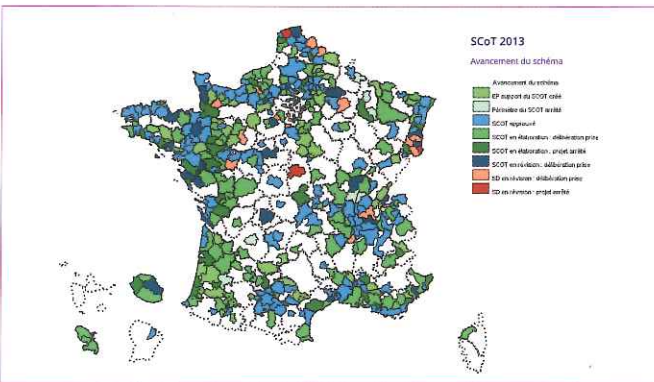 SCoT 2013
Avancement du schéma
Avancement du schéma
EP support du SCOT créé
Périmètre du SCOT arrêté
SCOT approuvé
SCOT en élaboration : délibération prise
SCOT en élaboration : projet arrêté
SCOT en révision : délibération prise
SD en révision : délibération prise
SD en révision : projet arrêté